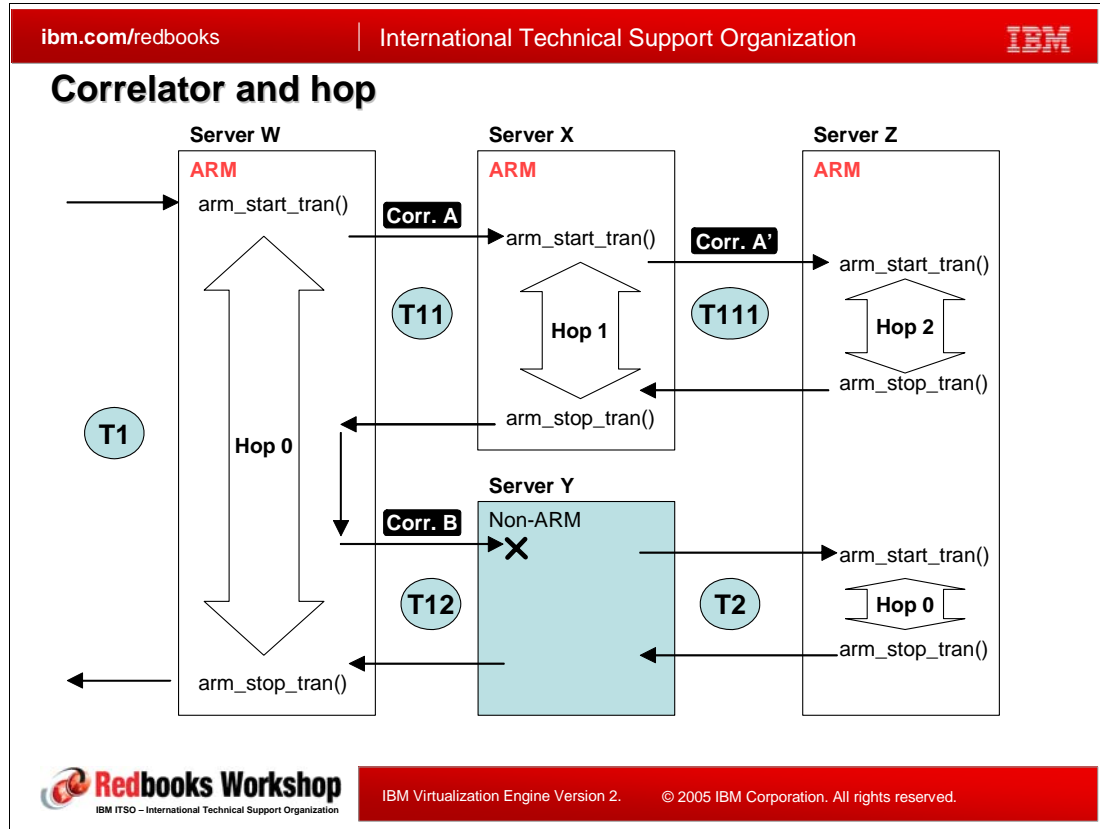 ibm.com/redbooks
International Technical Support Organization
IBM
Correlator and hop
Server W
Server X
Server Z
ARM
ARM
ARM
arm_start_tran()
Corr. A
arm_start_tran()
Corr. A'
arm_start_tran()
T11
T111
Hop 1
Hop 2
arm_stop_tran()
arm_stop_tran()
T1
Hop 0
Server Y
Corr. B
Non-ARM
arm_start_tran()
T12
T2
Hop 0
arm_stop_tran()
arm_stop_tran()
Redbooks Workshop
IBM ITSO – International Technical Support Organization
IBM Virtualization Engine Version 2.
© 2005 IBM Corporation. All rights reserved.